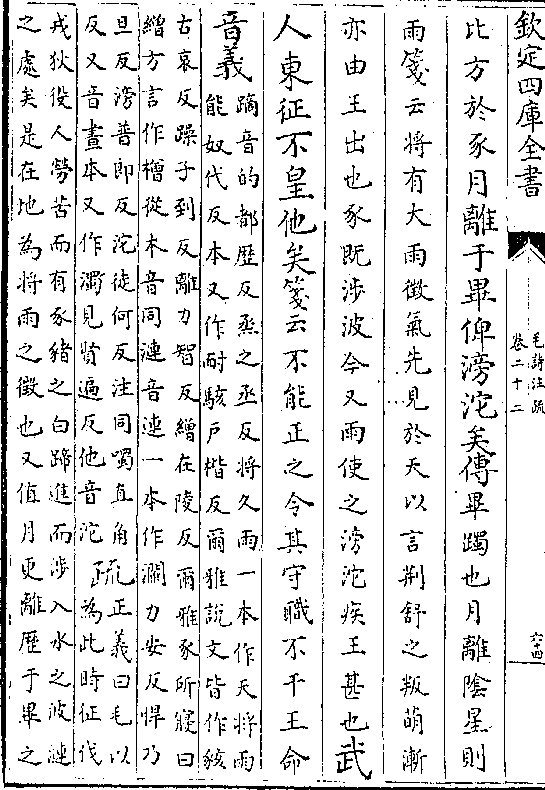 欽定四庫全書
毛詩注疏
卷二十二
六十四
比方於豕月離于畢俾滂沱矣傳畢躅也月離隂星則
雨箋云將有大雨徴氣先見於天以言荆舒之叛萌漸
亦由王出也豕既涉波今又雨使之滂沱疾王甚也武
人東征不皇他矣箋云不能正之令其守職不干王命
音義
蹢音的都歴反烝之丞反將久雨一本作天將雨
能奴代反本又作耐駭户楷反爾雅説文皆作豥
古哀反躁子到反離力智反繒在陵反爾雅豕所寢曰
繒方言作橧從木音同漣音連一本作瀾力安反悍乃
旦反滂普郎反沱徒何反注同噣直角
反又音晝本又作濁見賢遍反他音沱
疏
正義曰毛以
為此時征伐
戎狄役人勞苦而有豕豬之白蹄進而涉入水之波漣
之處矣是在地為將雨之徵也又值月更離歴于畢之